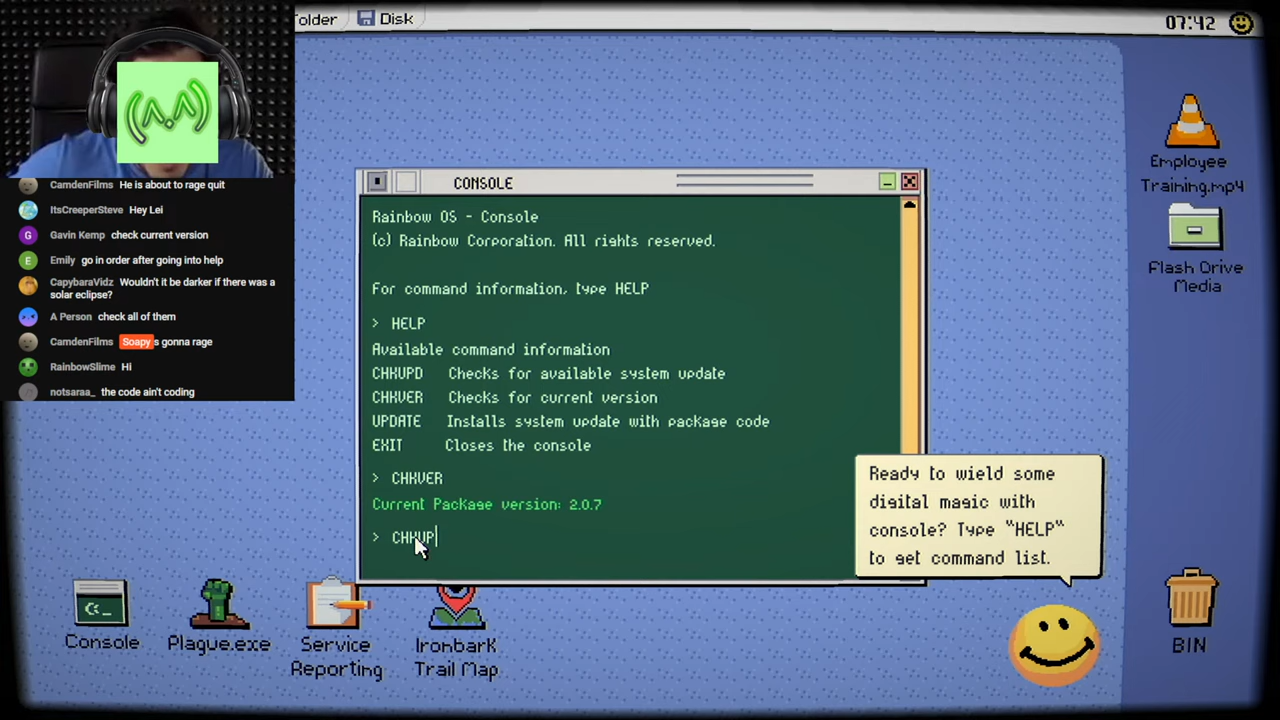 older
Disk
07:42
(^.^)
CamdenFilms He is about to rage quit
ItsCreeperSteve Hey Lei
G
Gavin Kemp check current version
E
Emily go in order after going into help
CapybaraVidz Wouldn't it be darker if there was a
solar eclipse?
A Person check all of them
CamdenFilms Soapy s gonna rage
RainbowSlime Hi
notsaraa_ the code ain't coding
CONSOLE
Rainbow OS - Console
(c) Rainbow Corporation. All rights reserved.
For command information, type HELP
> HELP
Available command information
CHKUPD Checks for available system update
CHKVER Checks for current version
UPDATE Installs system update with package code
EXIT Closes the console
> CHKVER
Current Package version: 2.0.7
> CHKUP
Ready to wield some
digital magic with
console? Type "HELP"
to get command list.
Employee
Training.mp4
Flash Drive
Media
Console
Plague.exe
Service
Reporting
Ironbark
Trail Map
BIN